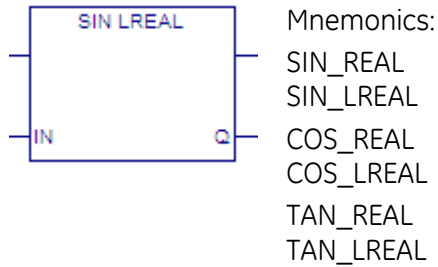 SIN LREAL
IN Q
Mnemonics:
SIN_REAL
SIN_LREAL
COS_REAL
COS_LREAL
TAN_REAL
TAN_LREAL